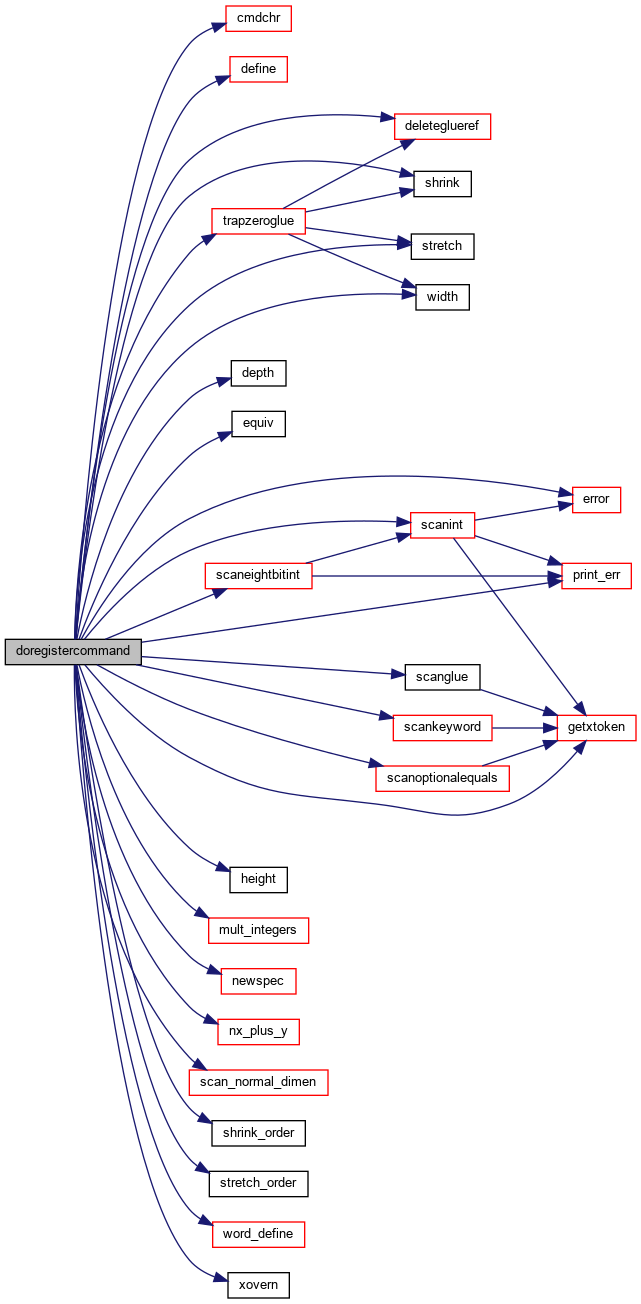 cmdchr
define
deleteglueref
shrink
trapzeroglue
stretch
width
depth
equiv
error
scanint
scaneightbitint
print_err
doregistercommand
scanglue
scankeyword
getxtoken
scanoptionalequals
height
mult_integers
newspec
nx_plus_y
scan_normal_dimen
shrink_order
stretch_order
word_define
xovern